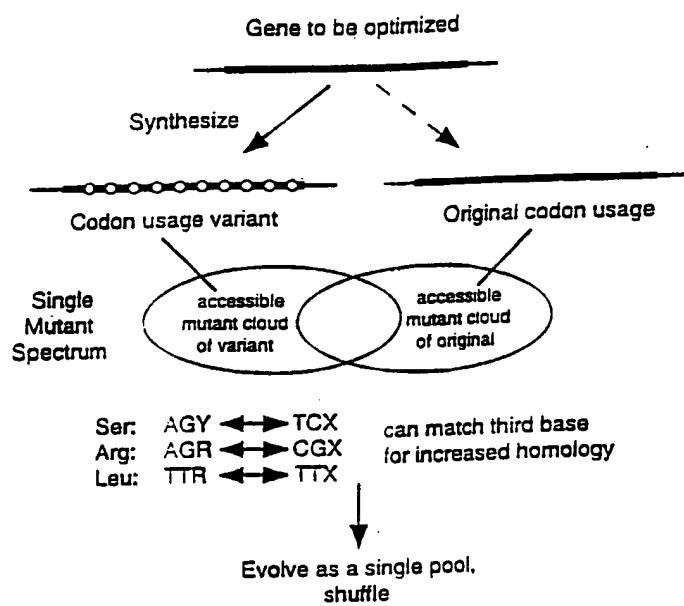 Gene to be optimized
Synthesize
Codon usage variant
Original codon usage
Single
Mutant
Spectrum
accessible
mutant cloud
of variant
accessible
mutant cloud
of original
Ser: AGY TCX
Arg: AGR CGX
Leu: TTR TTX
can match third base
for increased homology
Evolve as a single pool,
shuffle